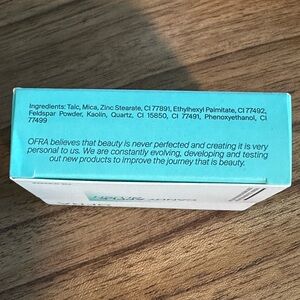 Ingredients: Talc, Mica, Zinc Stearate, CI 77891, Ethylhexyl Palmitate, CI 77492,
Feldspar Powder, Kaolin, Quartz, CI 15850, CI 77491, Phenoxyethanol, CI
77499
OFRA believes that beauty is never perfected and creating it is very
personal to us. We are constantly evolving, developing and testing
out new products to improve the journey that is beauty.